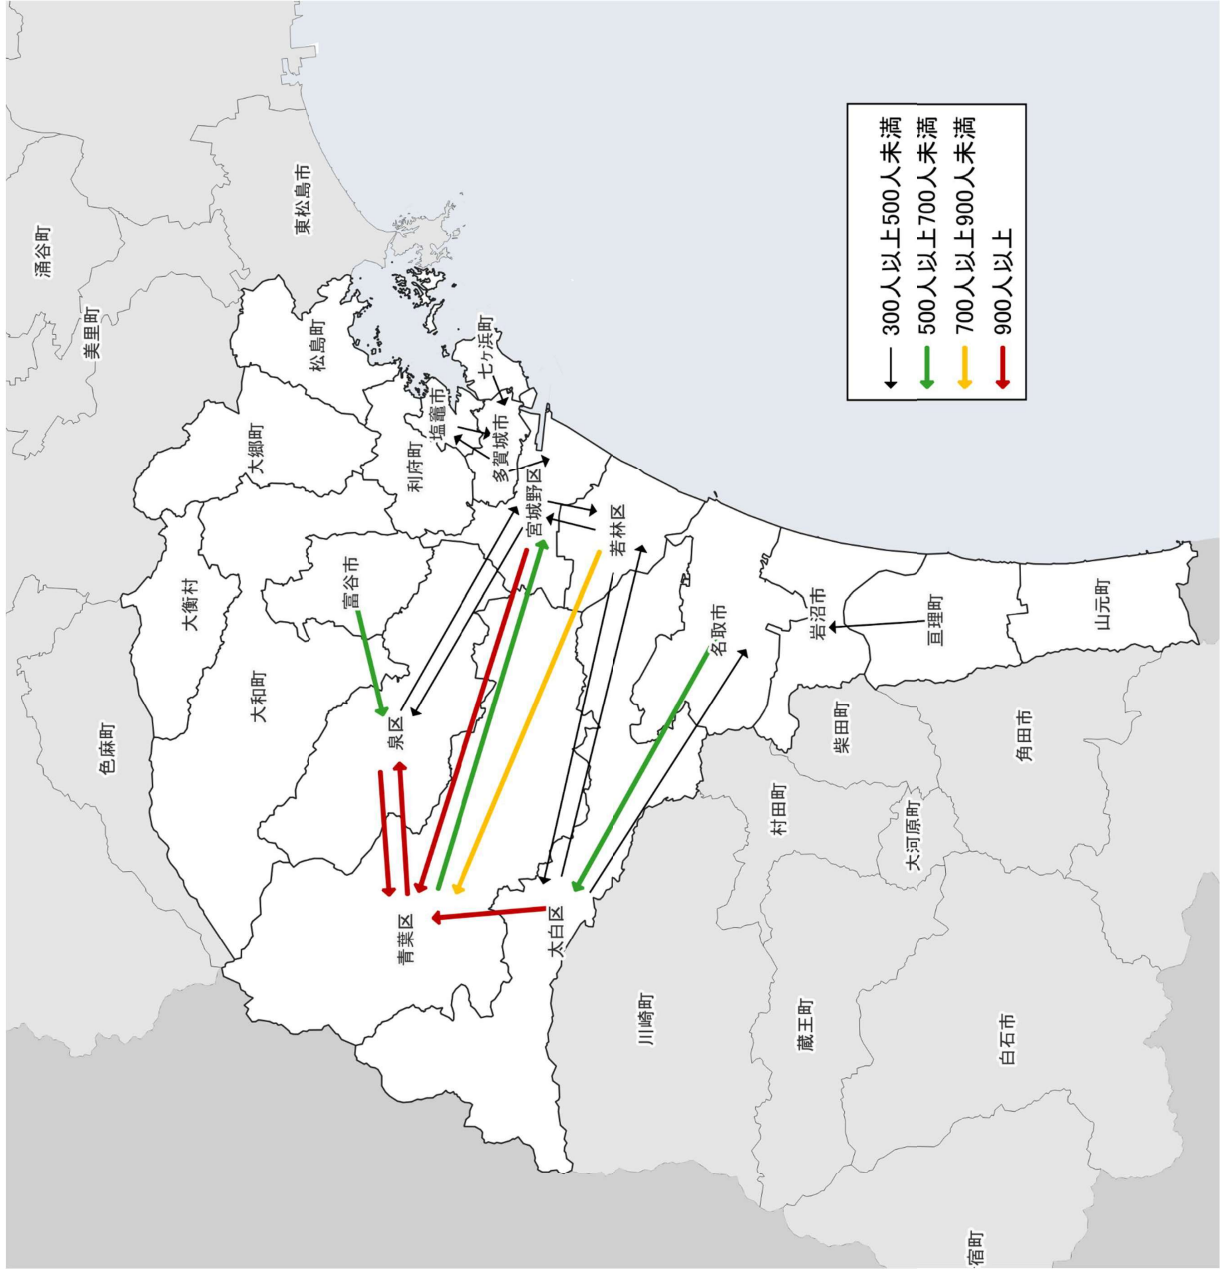 涌谷町
美里町
東松島市
松島町
大郷町
色麻町
大衡村
大和町
富谷市
利府町
塩竈市
七ヶ浜町
多賀城市
宮城野区
泉区
青葉区
若林区
太白区
名取市
岩沼市
亘理町
山元町
柴田町
村田町
大河原町
角田市
川崎町
蔵王町
白石市
宿町
300人以上500人未満
500人以上700人未満
700人以上900人未満
900人以上